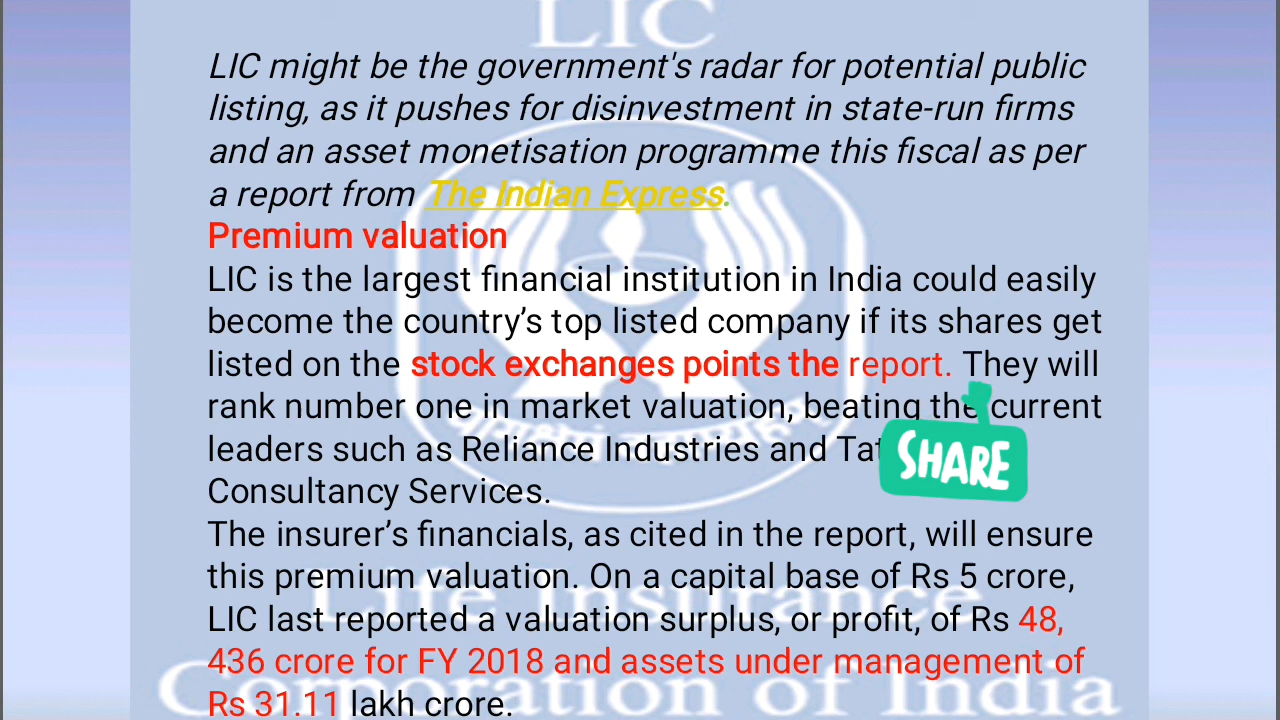 LIC
LIC might be the government's radar for potential public
listing, as it pushes for disinvestment in state-run firms
and an asset monetisation programme this fiscal as per
a report from The Indian Express.
Premium valuation
LIC is the largest financial institution in India could easily
become the country’s top listed company if its shares get
listed on the stock exchanges points the report. They will
rank number one in market valuation, beating the current
leaders such as Reliance Industries and Tat
SHARE
Consultancy Services.
The insurer’s financials, as cited in the report, will ensure
this premium valuation. On a capital base of Rs 5 crore,
Life Insurance
LIC last reported a valuation surplus, or profit, of Rs 48,
436 crore for FY 2018 and assets under management of
Corporation of India
Rs 31.11 lakh crore.